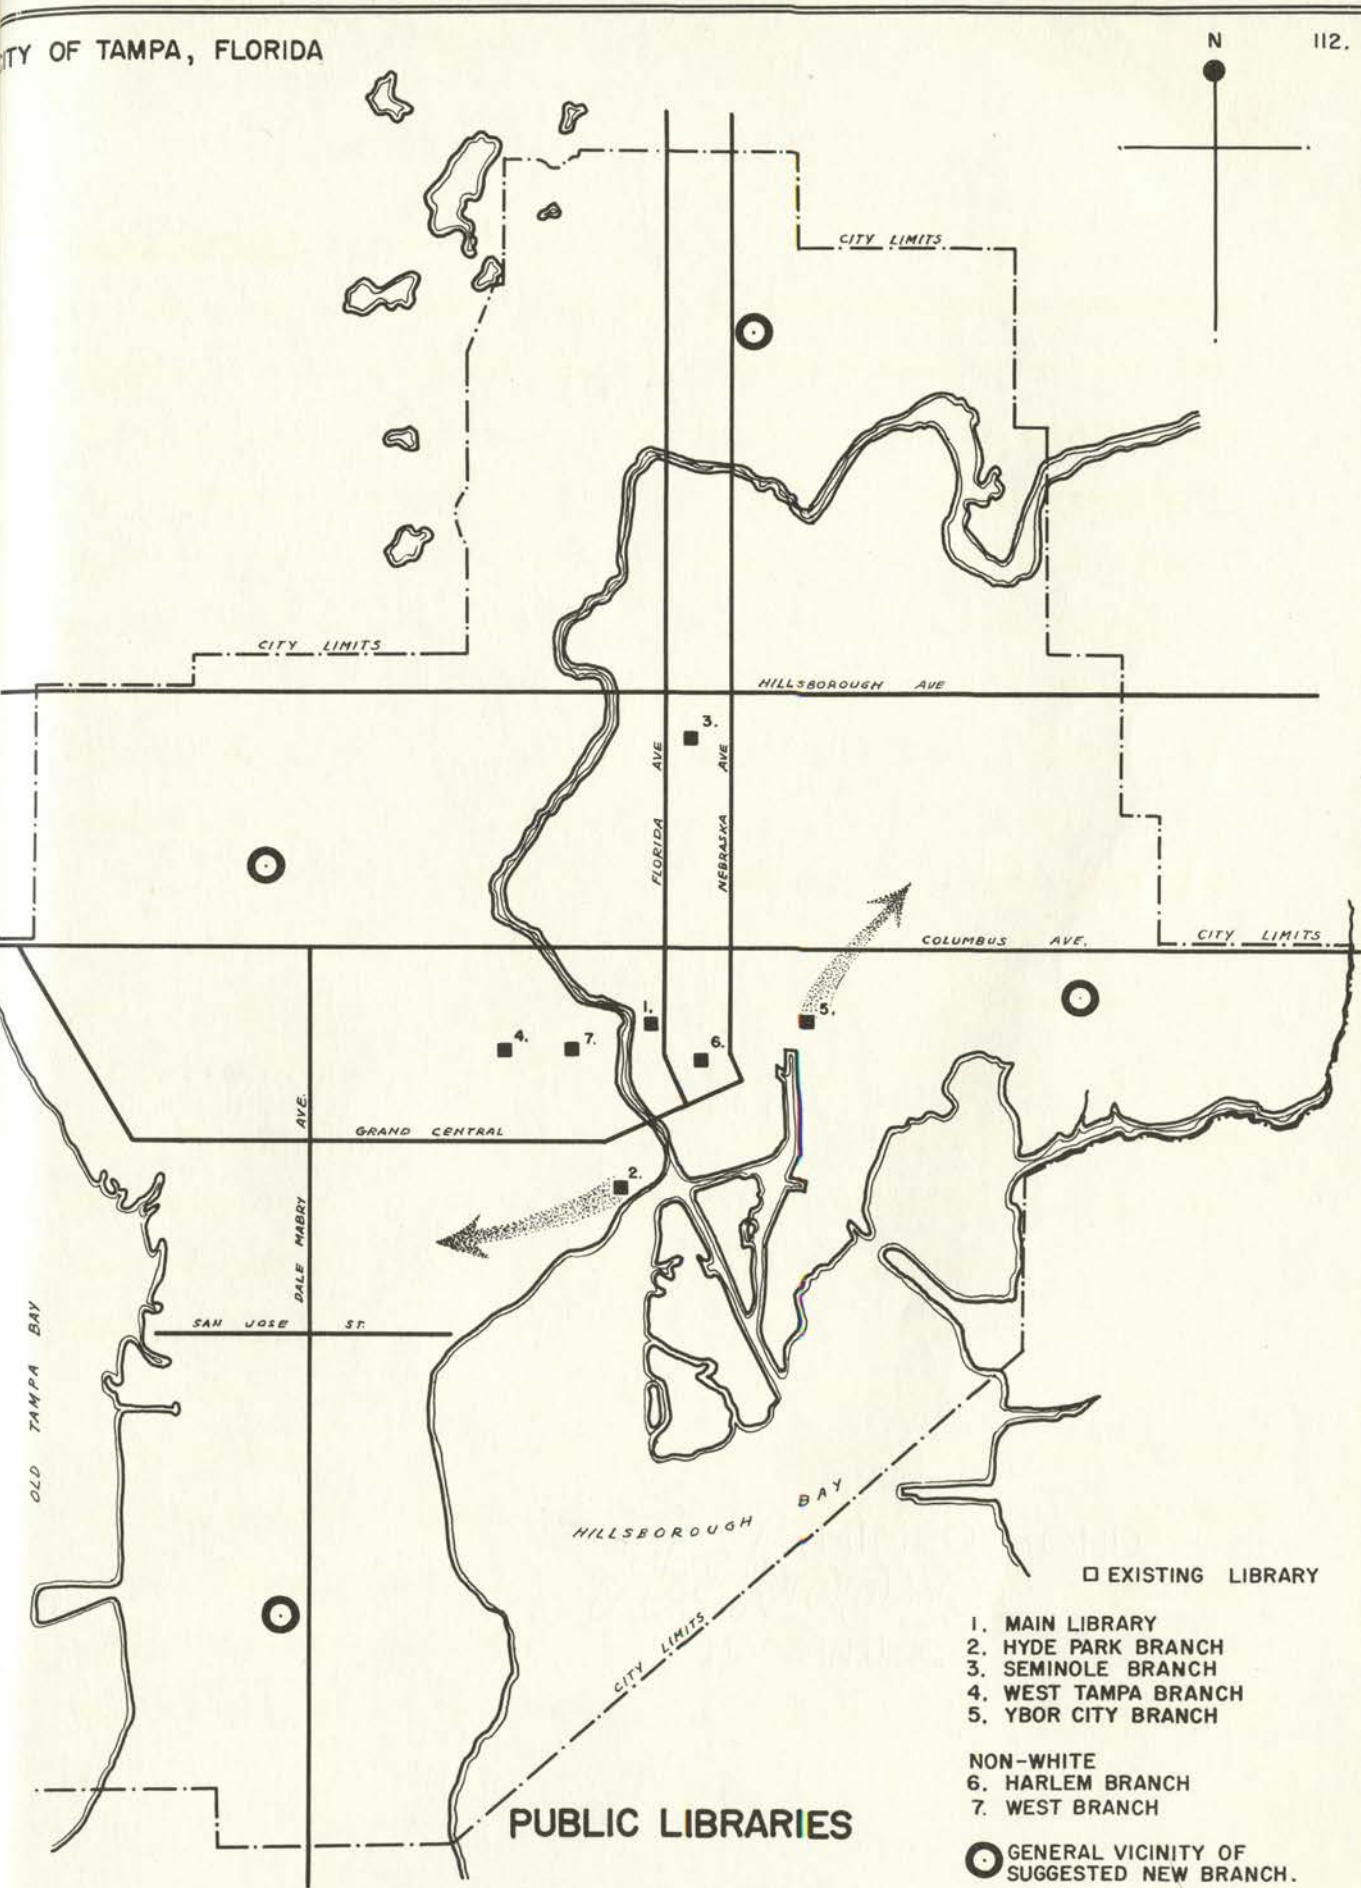 ITY OF TAMPA, FLORIDA
N
112.
CITY LIMITS
CITY LIMITS
HILLSBOROUGH AVE
3.
FLORIDA AVE
NEBRASKA AVE
COLUMBUS AVE.
CITY LIMITS
1.
5.
4.
7.
6.
GRAND CENTRAL
DALE MABRY AVE.
2.
SAN JOSE ST.
OLD TAMPA BAY
HILLSBOROUGH BAY
CITY LIMITS
□ EXISTING LIBRARY
1. MAIN LIBRARY
2. HYDE PARK BRANCH
3. SEMINOLE BRANCH
4. WEST TAMPA BRANCH
5. YBOR CITY BRANCH
NON-WHITE
6. HARLEM BRANCH
7. WEST BRANCH
GENERAL VICINITY OF
SUGGESTED NEW BRANCH.
PUBLIC LIBRARIES